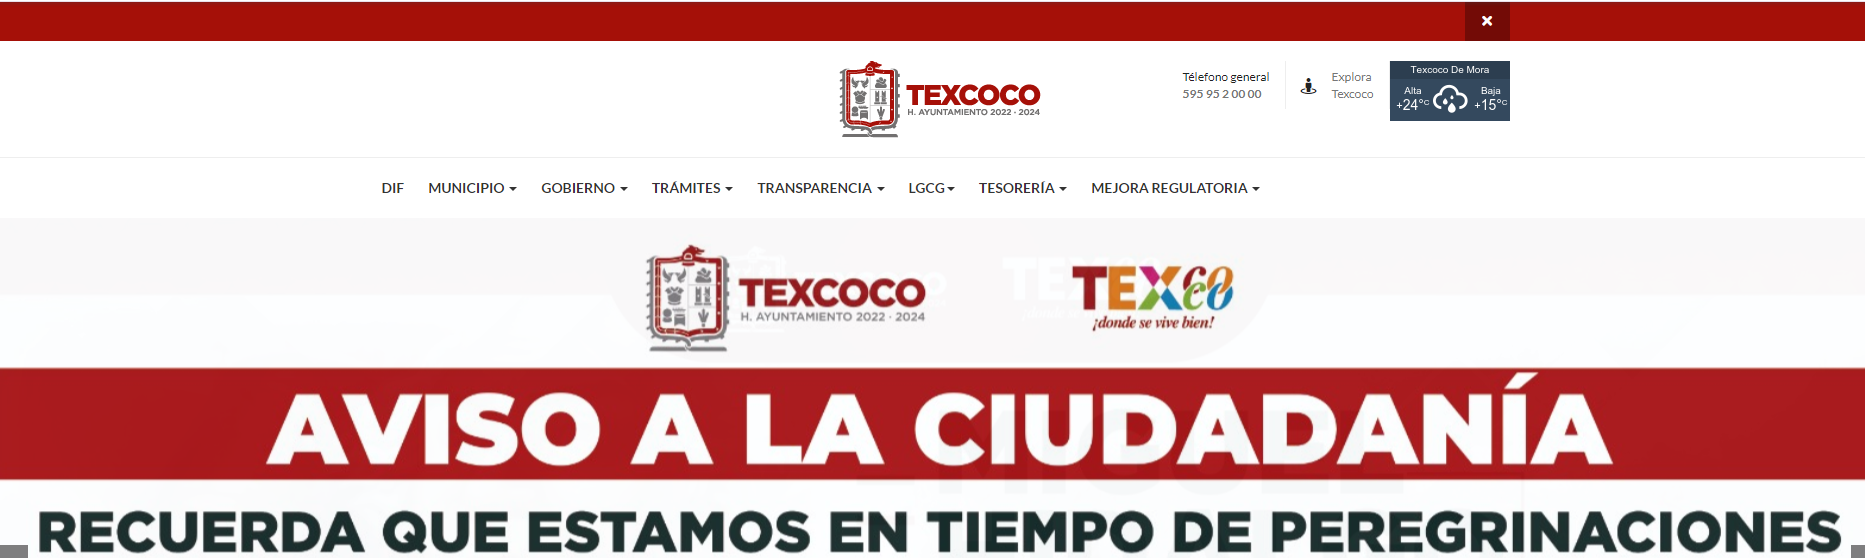 TEXCOCO
H. AYUNTAMIENTO 2022 - 2024
Télefono general
595 95 2 00 00
Explora
Texcoco
Texcoco De Mora
Alta
+24°C
Baja
+15°C
DIF MUNICIPIO GOBIERNO TRÁMITES TRANSPARENCIA LGCG TESORERÍA MEJORA REGULATORIA
TEXCOCO
H. AYUNTAMIENTO 2022 - 2024
TEXCOCO
¡donde se vive bien!
AVISO A LA CIUDADANÍA
RECUERDA QUE ESTAMOS EN TIEMPO DE PEREGRINACIONES